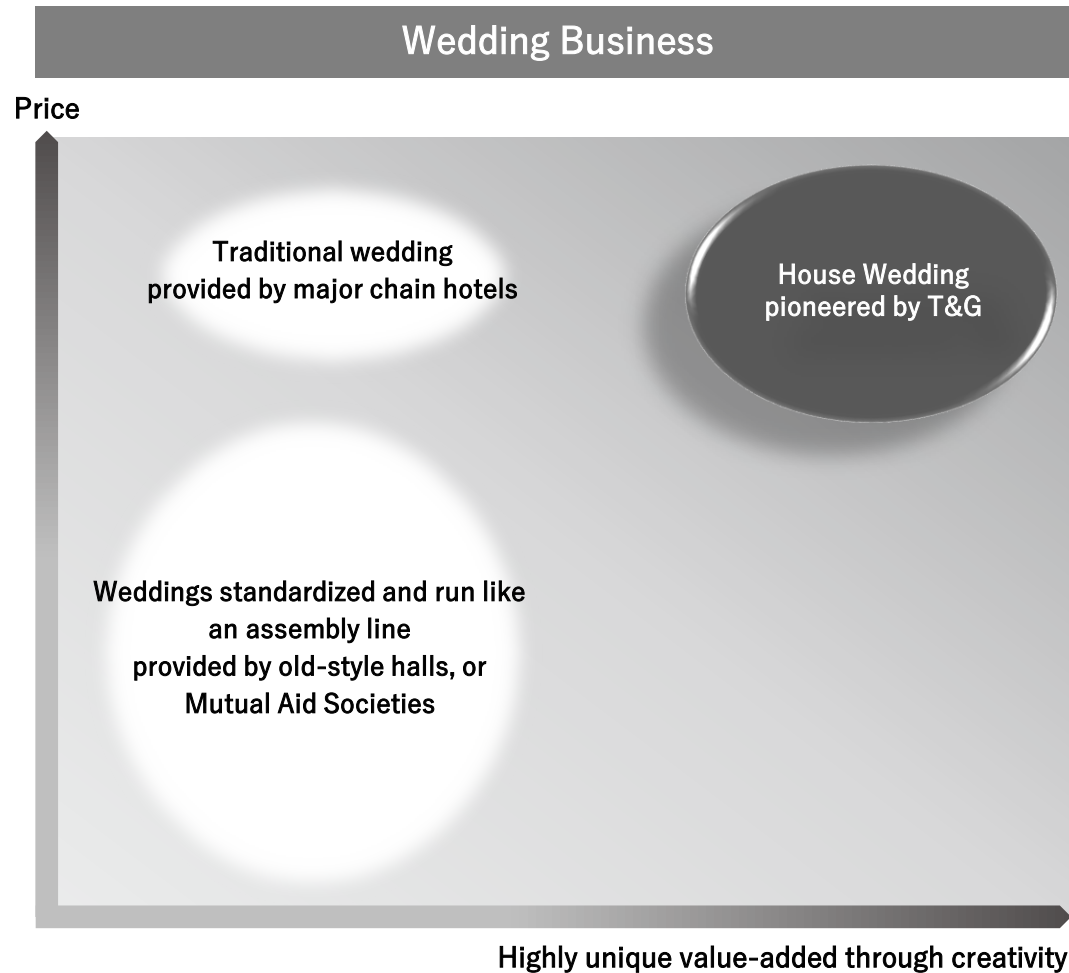 Wedding Business
Price
Traditional wedding
provided by major chain hotels
House Wedding
pioneered by T&G
Weddings standardized and run like
an assembly line
provided by old-style halls, or
Mutual Aid Societies
Highly unique value-added through creativity